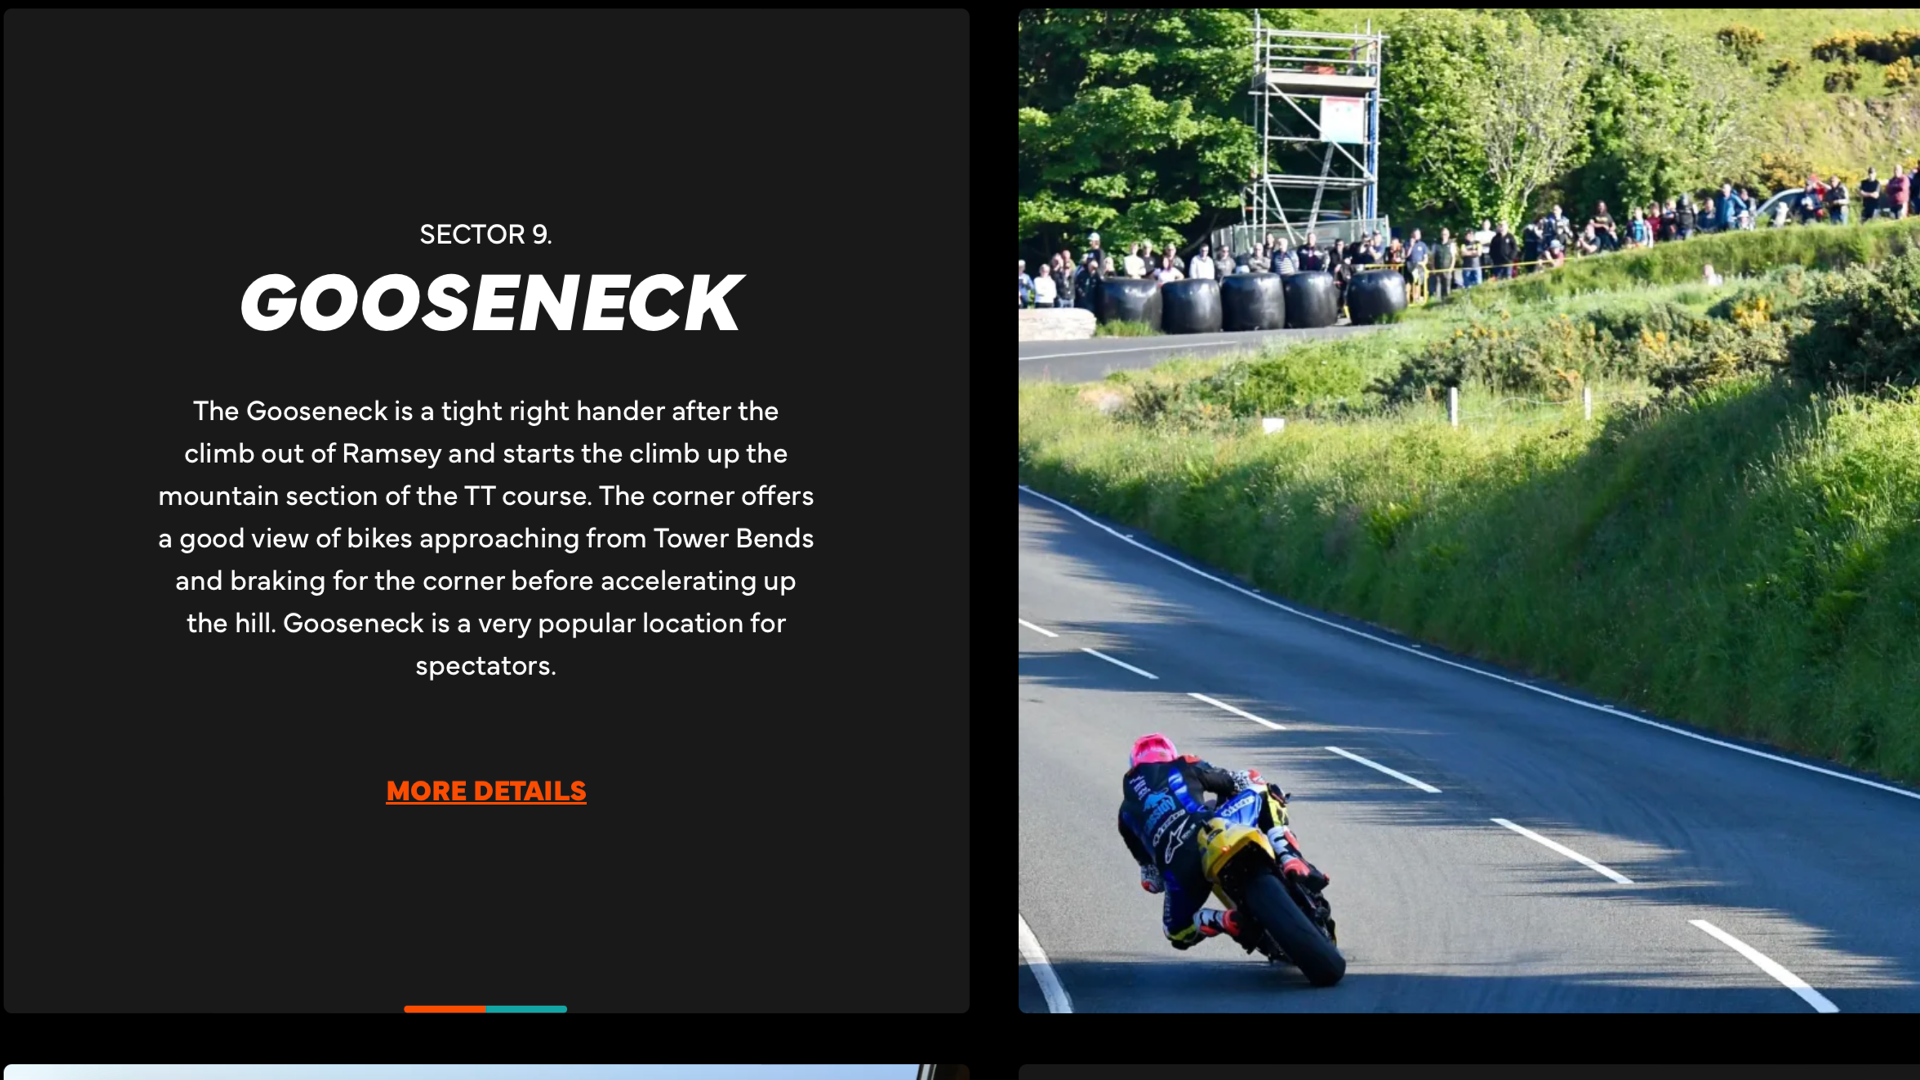 SECTOR 9.
GOOSENECK
The Gooseneck is a tight right hander after the
climb out of Ramsey and starts the climb up the
mountain section of the TT course. The corner offers
a good view of bikes approaching from Tower Bends
and braking for the corner before accelerating up
the hill. Gooseneck is a very popular location for
spectators.
MORE DETAILS